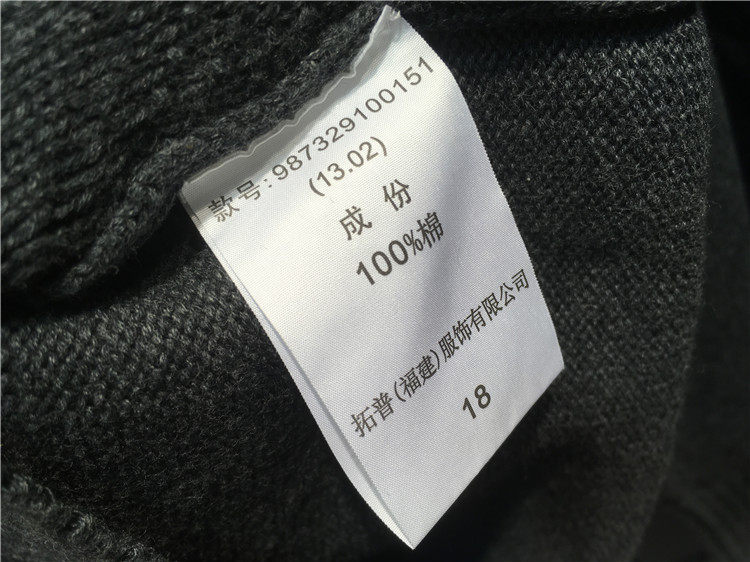 款号:987329100151
(13.02)
成份
100%棉
拓普(福建)服饰有限公司
18